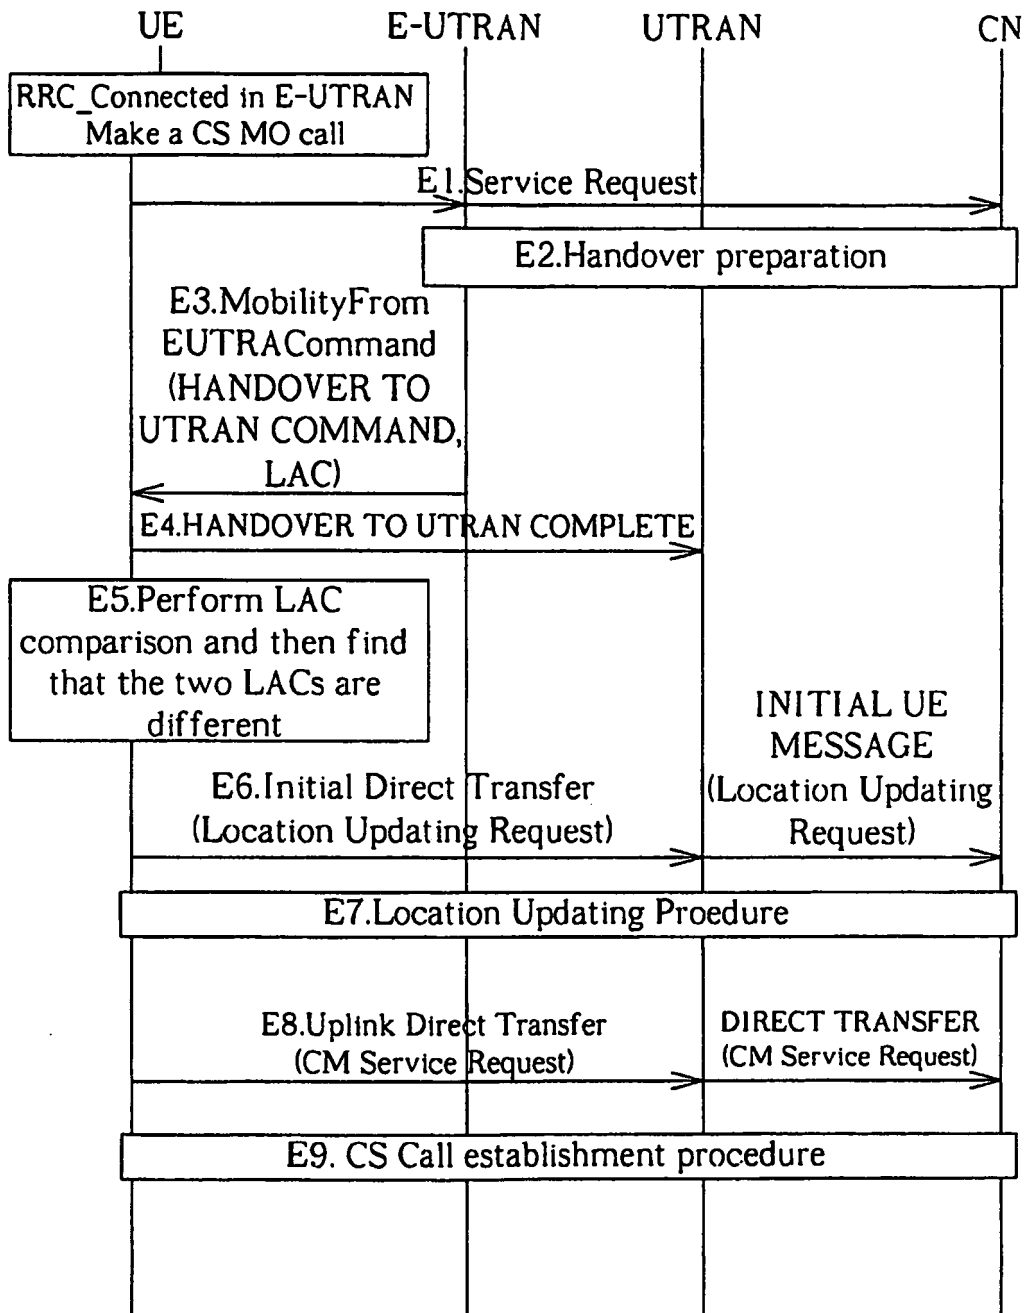 UE E-UTRAN UTRAN CN
RRC_Connected in E-UTRAN
Make a CS MO call
E1.Service Request
E2.Handover preparation
E3.MobilityFrom
EUTRACommand
(HANDOVER TO
UTRAN COMMAND,
LAC)
E4.HANDOVER TO UTRAN COMPLETE
E5.Perform LAC
comparison and then find
that the two LACs are
different
E6.Initial Direct Transfer
(Location Updating Request)
INITIAL UE
MESSAGE
(Location Updating
Request)
E7.Location Updating Proedure
E8.Uplink Direct Transfer
(CM Service Request)
DIRECT TRANSFER
(CM Service Request)
E9. CS Call establishment procedure